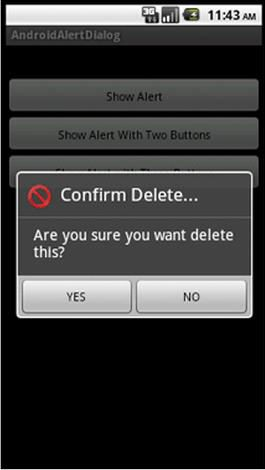 3G 11:43 AM
AndroidAlertDialog
Show Alert
Show Alert With Two Buttons
Confirm Delete...
Are you sure you want delete
this?
YES
NO